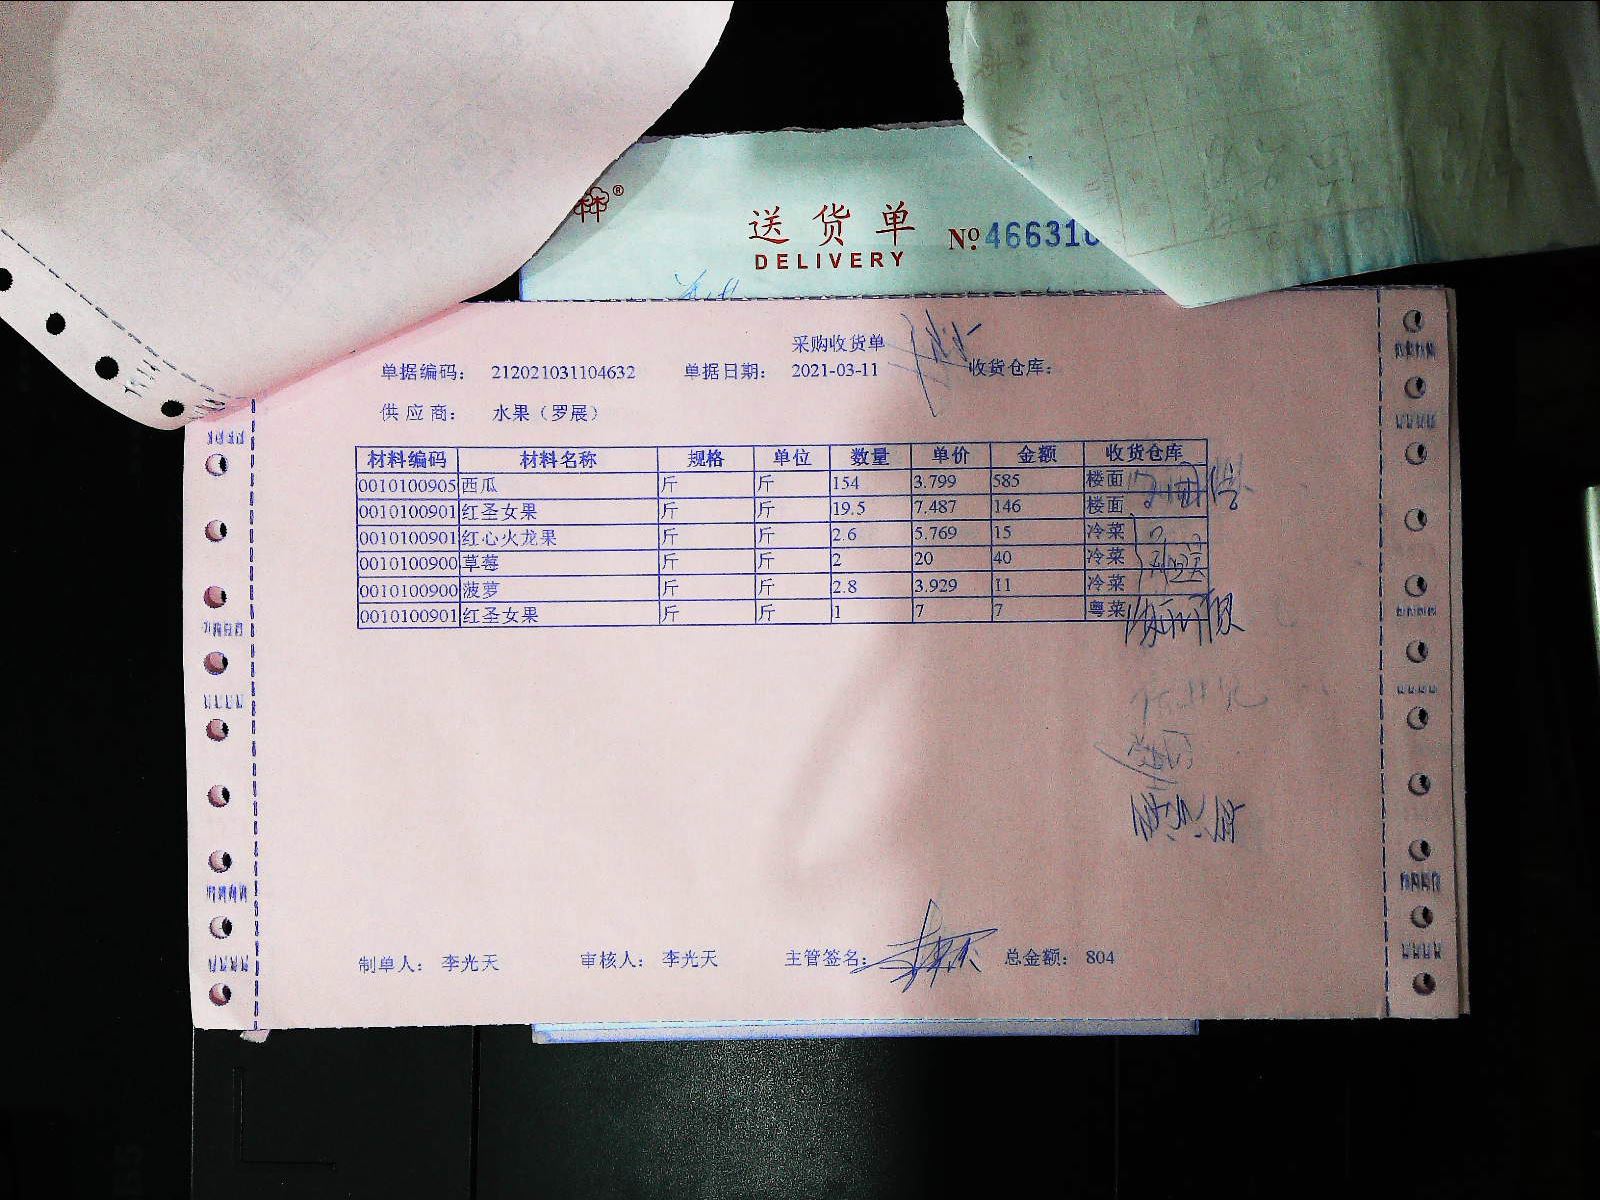 送货单
DELIVERY
№ 466310
采购收货单
单据编码： 212021031104632 单据日期： 2021-03-11 收货仓库：
供应商： 水果（罗展）
材料编码 材料名称 规格 单位 数量 单价 金额 收货仓库
0010100905 西瓜 斤 斤 154 3.799 585 楼面
0010100901 红圣女果 斤 斤 19.5 7.487 146 楼面
0010100901 红心火龙果 斤 斤 2.6 5.769 15 冷菜
0010100900 草莓 斤 斤 2 20 40 冷菜
0010100900 菠萝 斤 斤 2.8 3.929 11 冷菜
0010100901 红圣女果 斤 斤 1 7 7 粤菜
制单人： 李光天 审核人： 李光天 主管签名： 总金额： 804